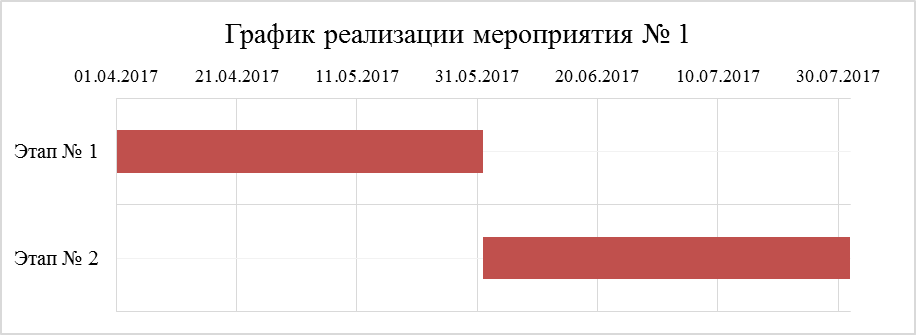 График реализации мероприятия № 1
01.04.2017 21.04.2017 11.05.2017 31.05.2017 20.06.2017 10.07.2017 30.07.2017
Этап № 1
Этап № 2